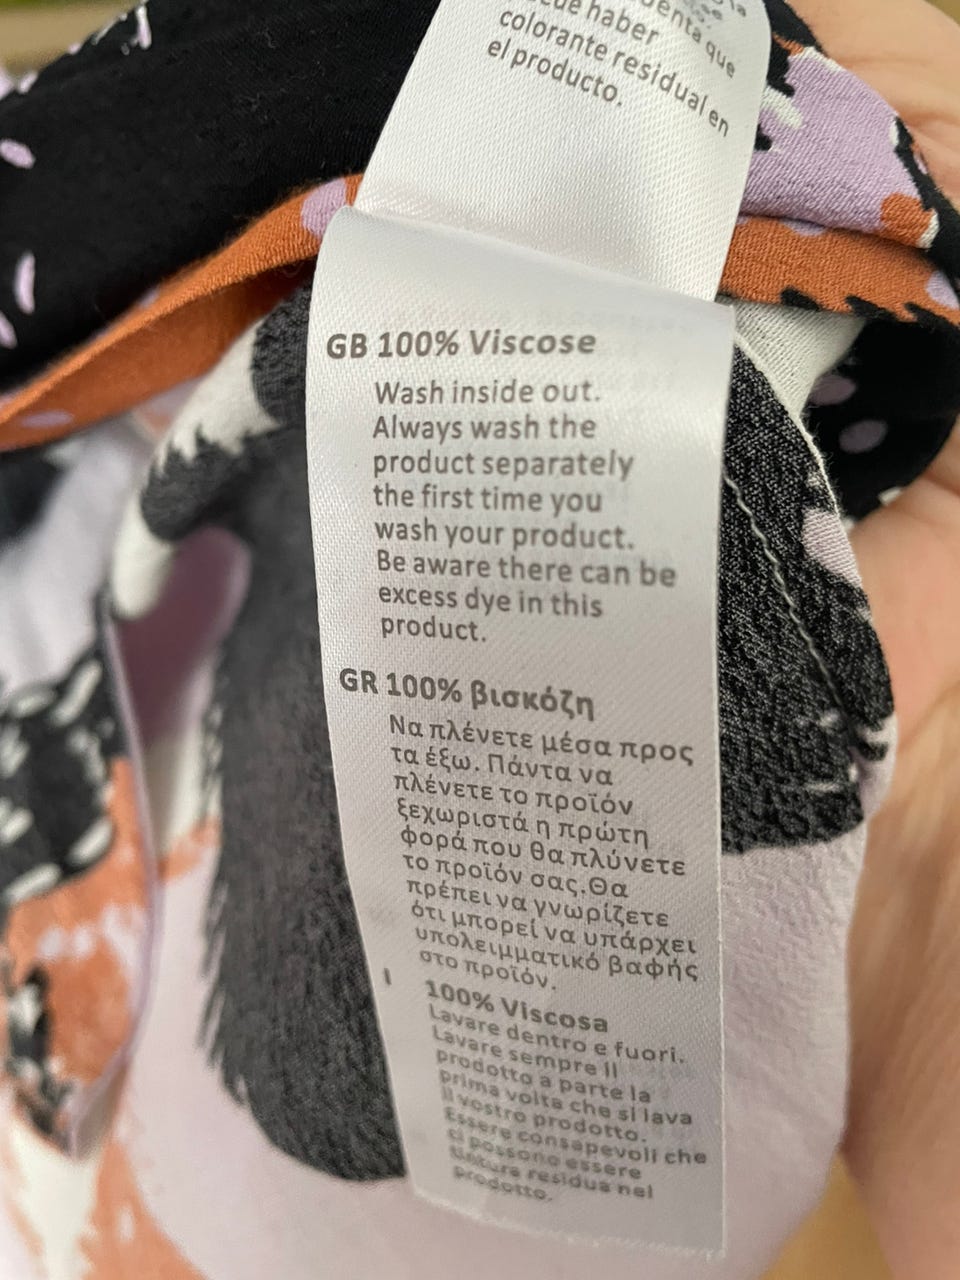 ede haber
uenta que
colorante residual en
el producto.
GB 100% Viscose
Wash inside out.
Always wash the
product separately
the first time you
wash your product.
Be aware there can be
excess dye in this
product.
GR 100% βισκόζη
Να πλένετε μέσα προς
τα έξω. Πάντα να
πλένετε το προϊόν
ξεχωριστά η πρώτη
φορά που θα πλύνετε
το προϊόν σας.Θα
πρέπει να γνωρίζετε
ότι μπορεί να υπάρχει
υπολειμματικό βαφής
στο προϊόν.
I 100% Viscosa
Lavare dentro e fuori.
Lavare sempre il
prodotto a parte la
prima volta che si lava
il vostro prodotto.
Essere consapevoli che
ci possono essere
tintura residua nel
prodotto.